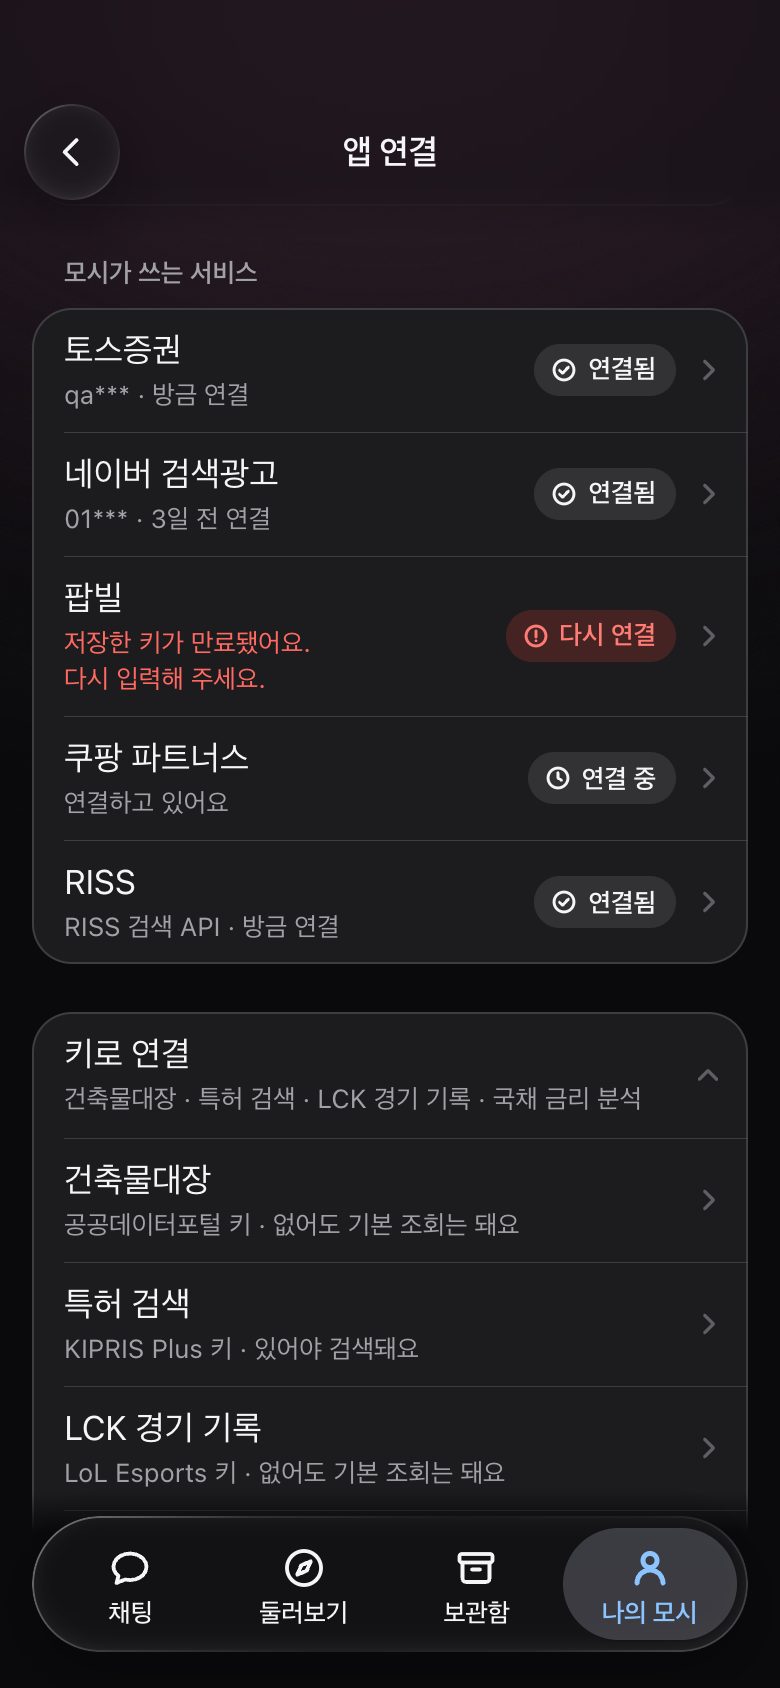 앱 연결
모시가 쓰는 서비스
토스증권
qa*** · 방금 연결
연결됨
네이버 검색광고
01*** · 3일 전 연결
연결됨
팝빌
저장한 키가 만료됐어요.
다시 입력해 주세요.
다시 연결
쿠팡 파트너스
연결하고 있어요
연결 중
RISS
RISS 검색 API · 방금 연결
연결됨
키로 연결
건축물대장 · 특허 검색 · LCK 경기 기록 · 국채 금리 분석
건축물대장
공공데이터포털 키 · 없어도 기본 조회는 돼요
특허 검색
KIPRIS Plus 키 · 있어야 검색돼요
LCK 경기 기록
LoL Esports 키 · 없어도 기본 조회는 돼요
채팅
둘러보기
보관함
나의 모시